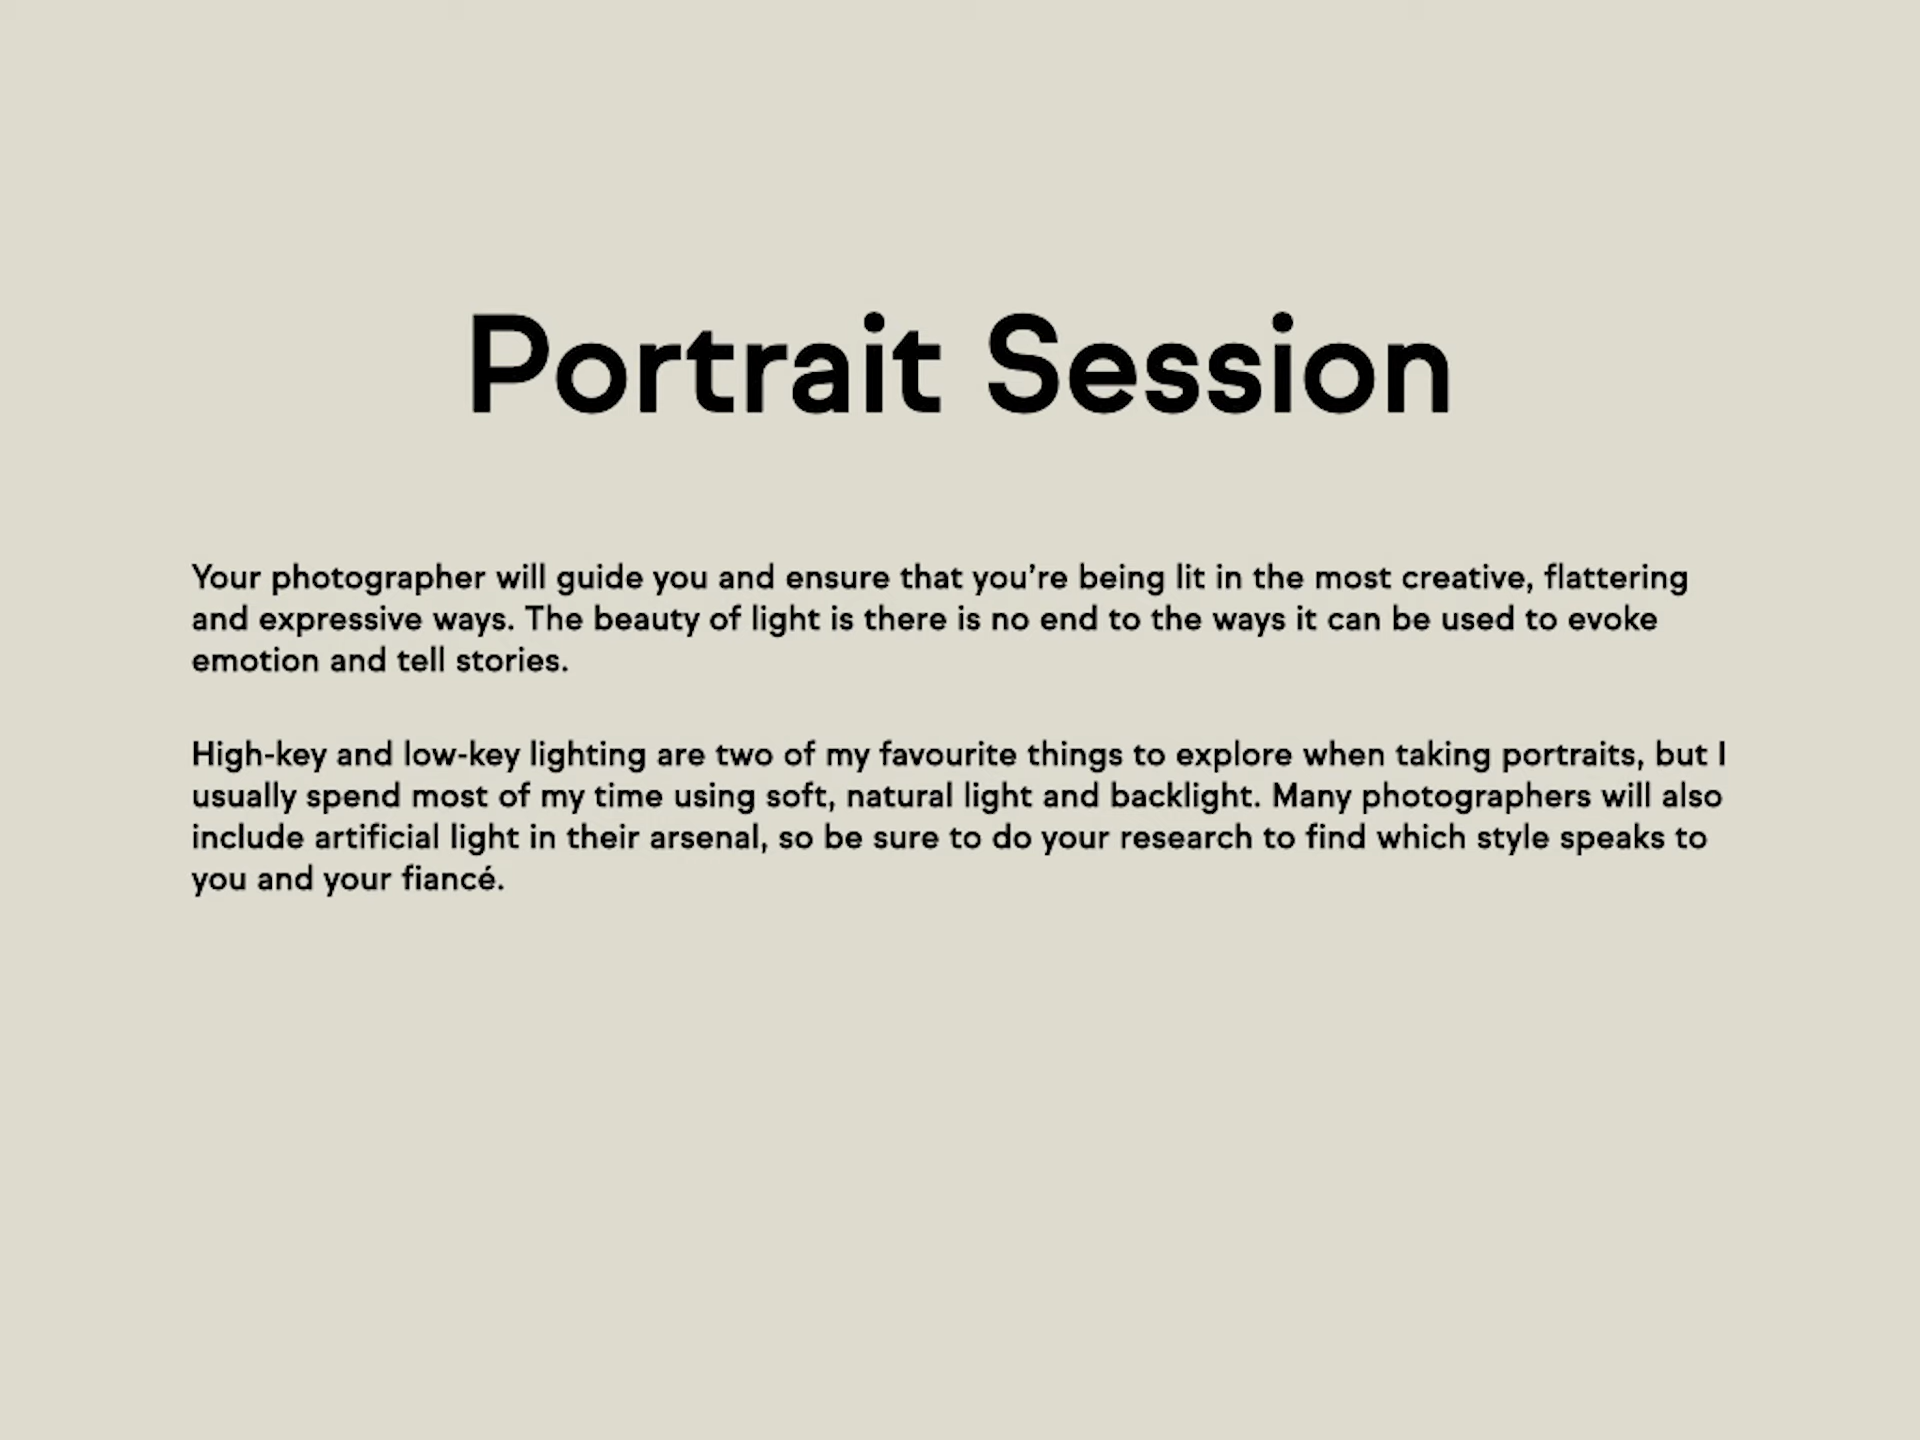 Portrait Session
Your photographer will guide you and ensure that you’re being lit in the most creative, flattering
and expressive ways. The beauty of light is there is no end to the ways it can be used to evoke
emotion and tell stories.
High-key and low-key lighting are two of my favourite things to explore when taking portraits, but I
usually spend most of my time using soft, natural light and backlight. Many photographers will also
include artificial light in their arsenal, so be sure to do your research to find which style speaks to
you and your fiancé.